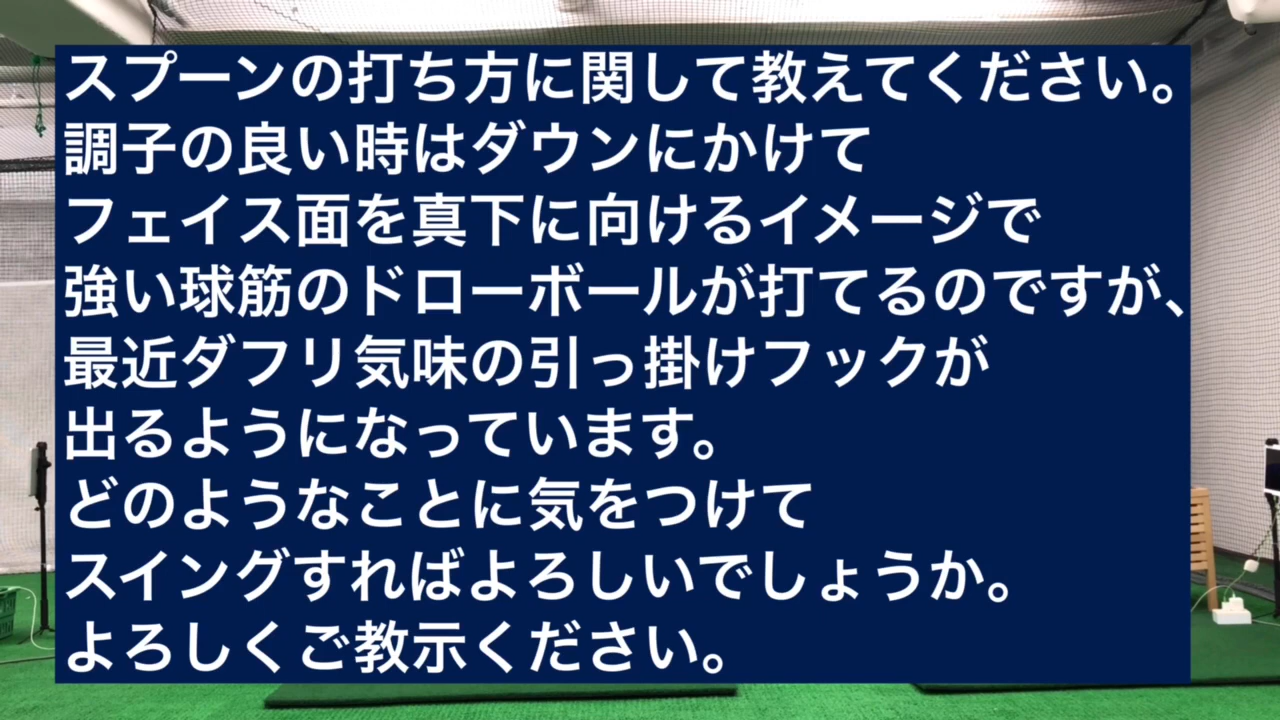 スプーンの打ち方に関して教えてください。
調子の良い時はダウンにかけて
フェイス面を真下に向けるイメージで
強い球筋のドローボールが打てるのですが、
最近ダフリ気味の引っ掛けフックが
出るようになっています。
どのようなことに気をつけて
スイングすればよろしいでしょうか。
よろしくご教示ください。